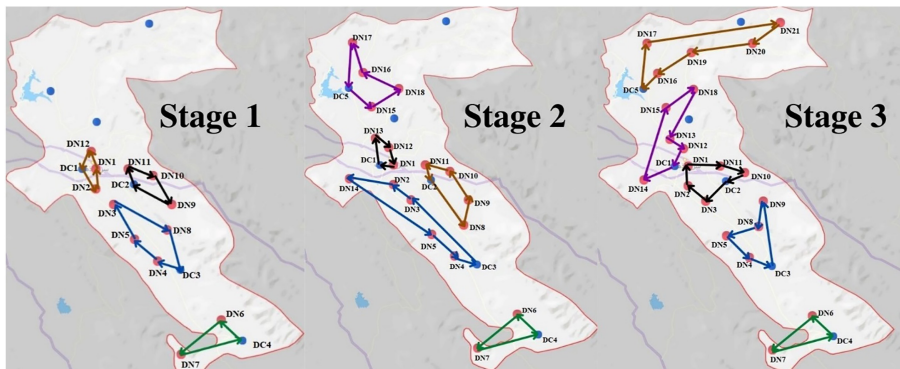 Stage 1
DN12
DC1
DN1
DN11
DC2
DN10
DN2
DN3
DN9
DN8
DN5
DN4
DC3
DN6
DC4
DN7
Stage 2
DN17
DN16
DC5
DN18
DN15
DN13
DN12
DC1
DN1
DN11
DC2
DN10
DN14
DN2
DN3
DN9
DN8
DN5
DN4
DC3
DN6
DC4
DN7
Stage 3
DN21
DN17
DN20
DN19
DN16
DC5
DN18
DN15
DN13
DN12
DC1
DN1
DN11
DN10
DN14
DC2
DN2
DN3
DN9
DN8
DN5
DN4
DC3
DN6
DC4
DN7